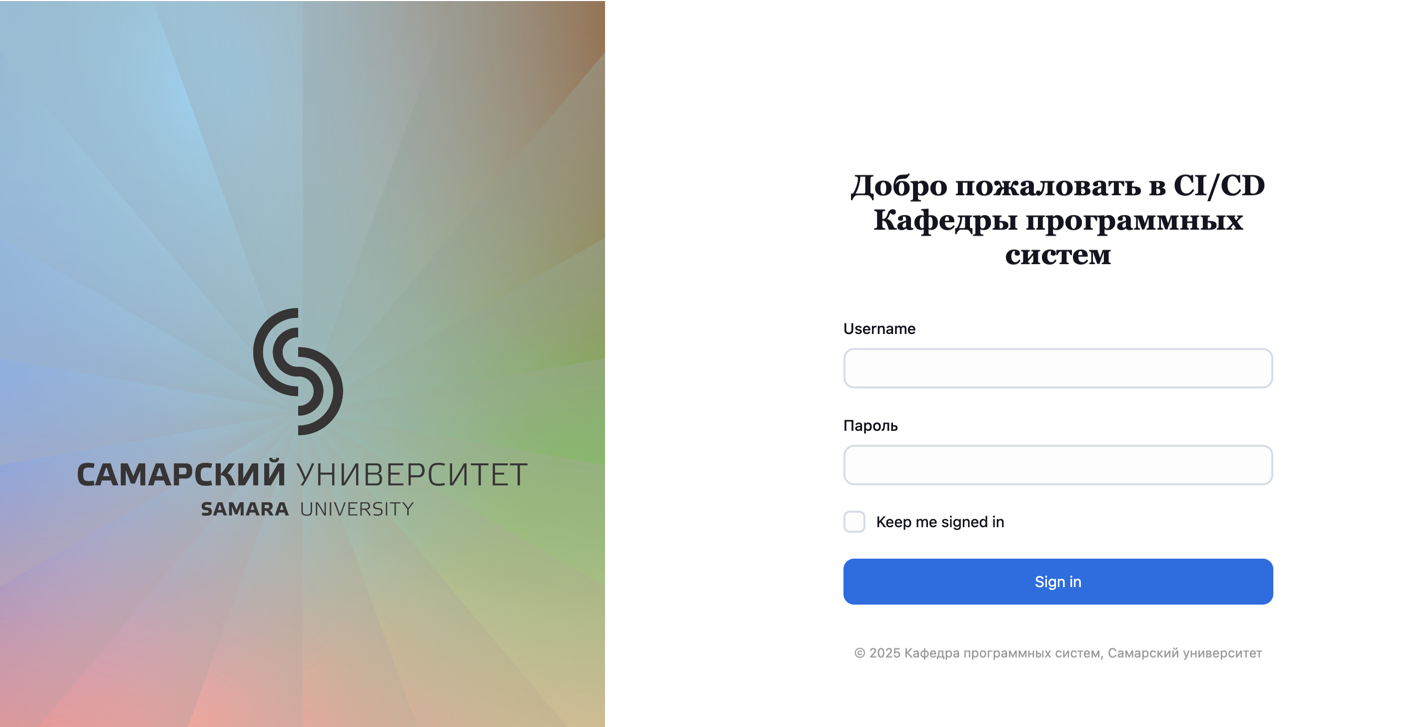 САМАРСКИЙ УНИВЕРСИТЕТ
SAMARA UNIVERSITY
Добро пожаловать в CI/CD
Кафедры программных
систем
Username
Пароль
Keep me signed in
Sign in
© 2025 Кафедра программных систем, Самарский университет